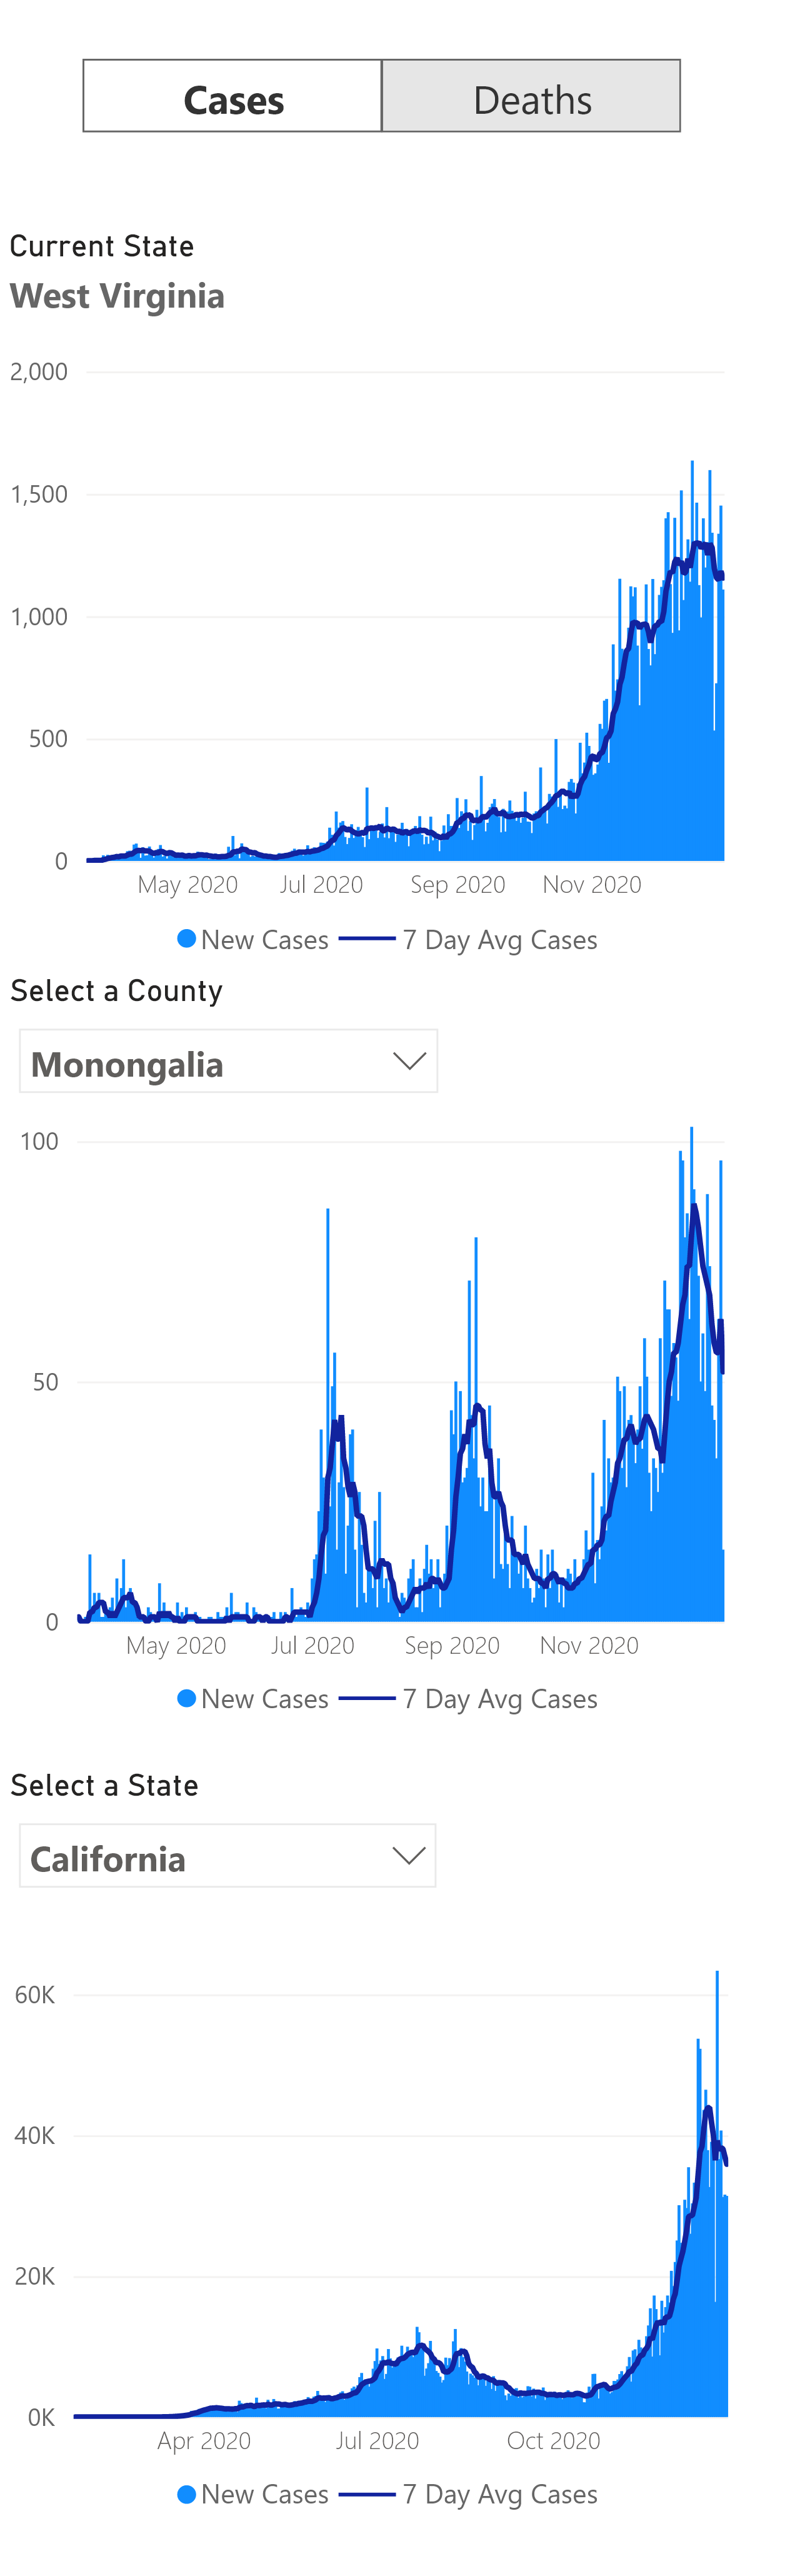 Cases Deaths
Current State
West Virginia
2,000
1,500
1,000
500
0
May 2020 Jul 2020 Sep 2020 Nov 2020
New Cases 7 Day Avg Cases
Select a County
Monongalia
100
50
0
May 2020 Jul 2020 Sep 2020 Nov 2020
New Cases 7 Day Avg Cases
Select a State
California
60K
40K
20K
0K
Apr 2020 Jul 2020 Oct 2020
New Cases 7 Day Avg Cases